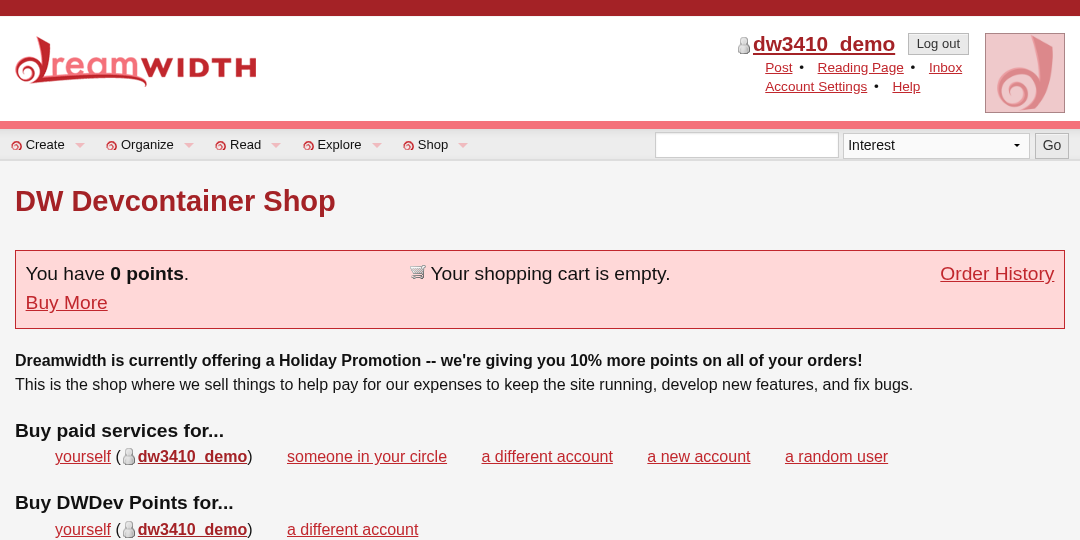 dreamwidth
dw3410_demo Log out
Post • Reading Page • Inbox
Account Settings • Help
Create Organize Read Explore Shop Interest Go
DW Devcontainer Shop
You have 0 points. Your shopping cart is empty. Order History
Buy More
Dreamwidth is currently offering a Holiday Promotion -- we're giving you 10% more points on all of your orders!
This is the shop where we sell things to help pay for our expenses to keep the site running, develop new features, and fix bugs.
Buy paid services for...
yourself (dw3410_demo) someone in your circle a different account a new account a random user
Buy DWDev Points for...
yourself (dw3410_demo) a different account